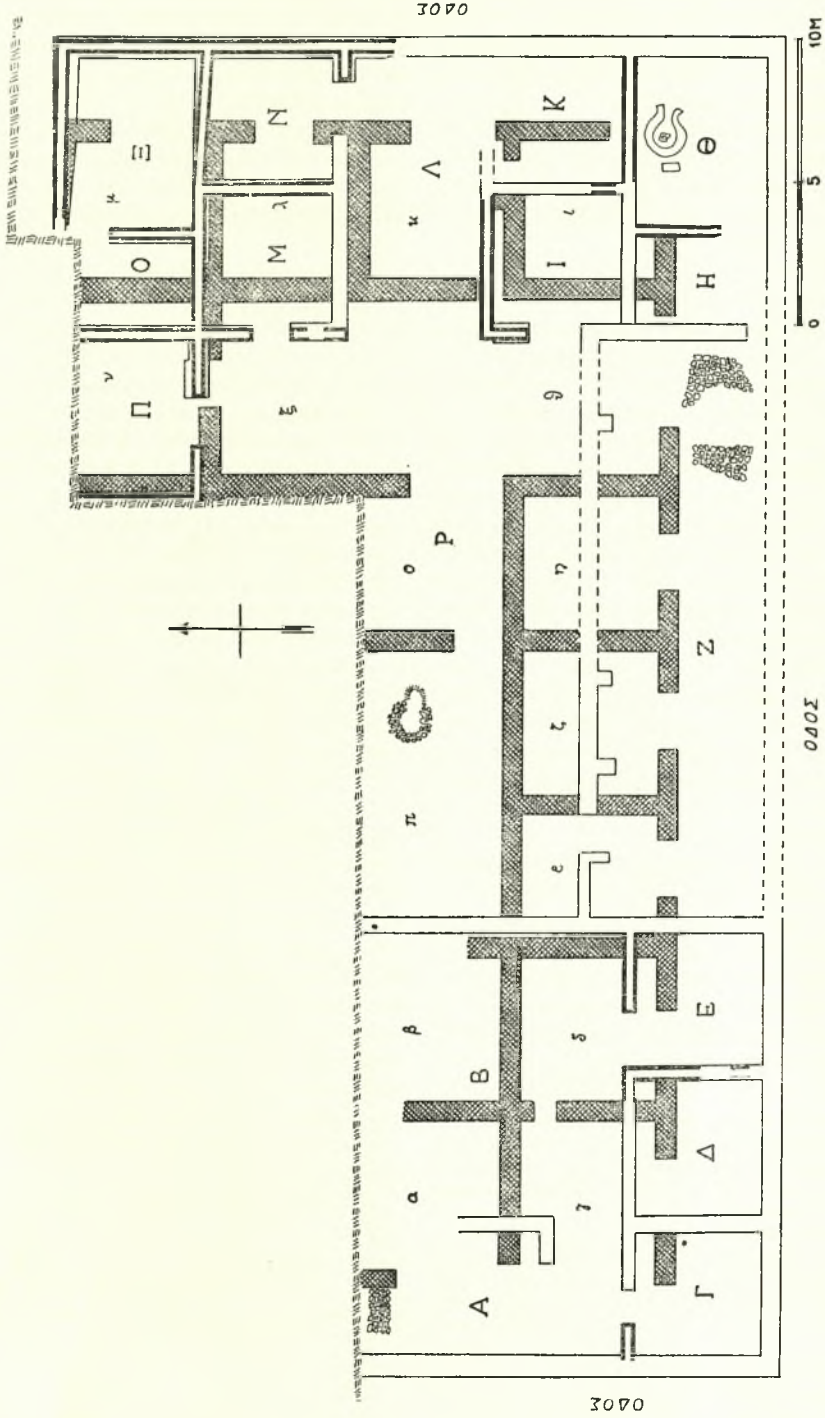 ΟΔΟΣ
10M
5
0
Ξ
μ
Ο
Ν
λ
Μ
Λ
κ
Κ
ι
Ι
Θ
Η
ν
Π
ξ
θ
ο
Ρ
η
Ζ
ζ
π
ε
ΟΔΟΣ
β
Β
δ
Ε
α
Α
γ
Δ
Γ
ΟΔΟΣ